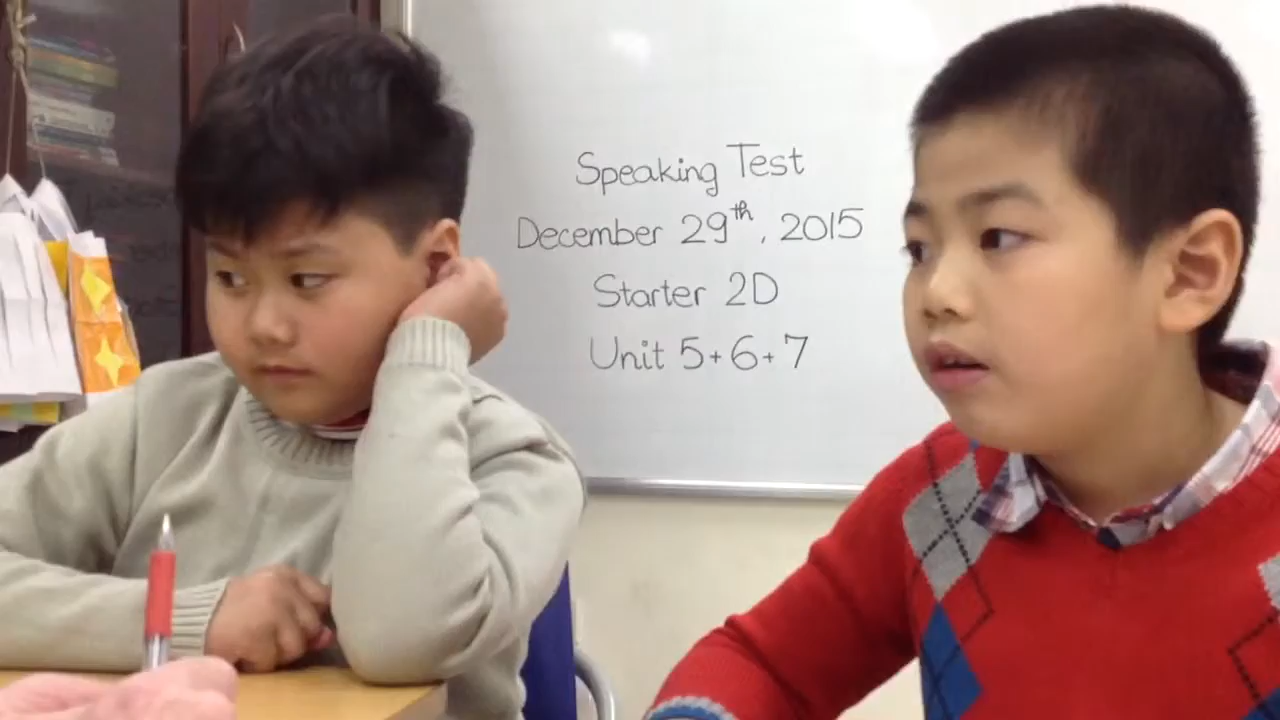 Speaking Test
December 29th, 2015
Starter 2D
Unit 5+6+7